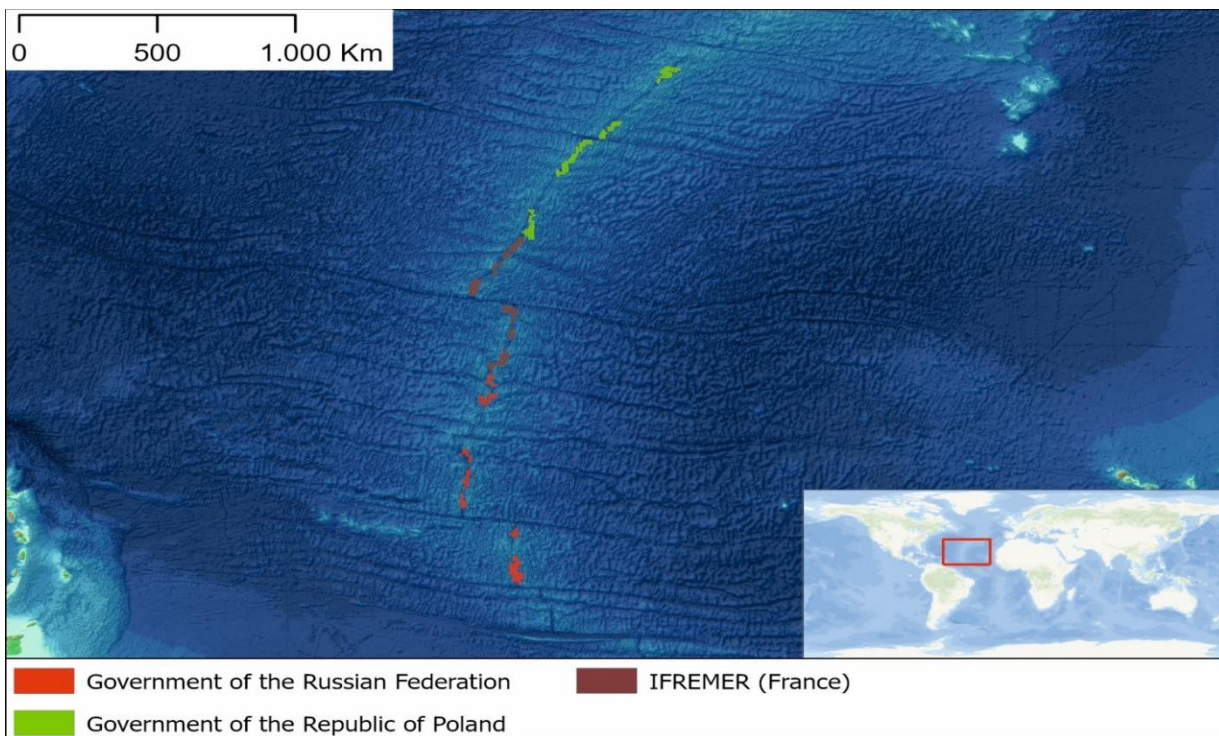 0 500 1.000 Km
Government of the Russian Federation
IFREMER (France)
Government of the Republic of Poland